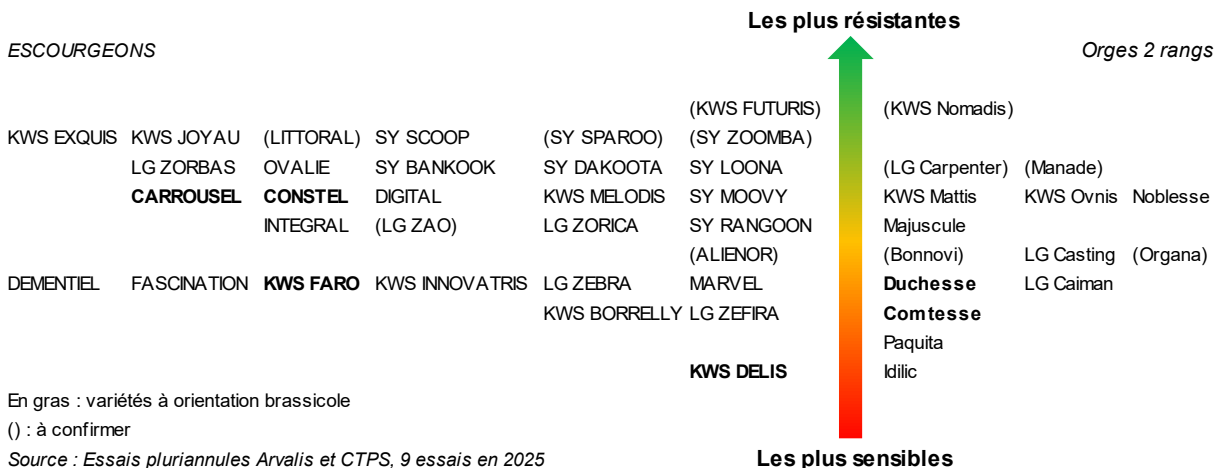 Les plus résistantes
ESCOURGEONS Orges 2 rangs
(KWS FUTURIS) (KWS Nomadis)
KWS EXQUIS KWS JOYAU (LITTORAL) SY SCOOP (SY SPAROO) (SY ZOOMBA)
LG ZORBAS OVALIE SY BANKOOK SY DAKOOTA SY LOONA (LG Carpenter) (Manade)
CARROUSEL CONSTEL DIGITAL KWS MELODIS SY MOOVY KWS Mattis KWS Ovnis Noblesse
INTEGRAL (LG ZAO) LG ZORICA SY RANGOON Majuscule
(ALIENOR) (Bonnovi) LG Casting (Organa)
DEMENTIEL FASCINATION KWS FARO KWS INNOVATRIS LG ZEBRA MARVEL Duchesse LG Caiman
KWS BORRELLY LG ZEFIRA Comtesse
Paquita
KWS DELIS Idilic
En gras : variétés à orientation brassicole
() : à confirmer
Source : Essais pluriannules Arvalis et CTPS, 9 essais en 2025 Les plus sensibles